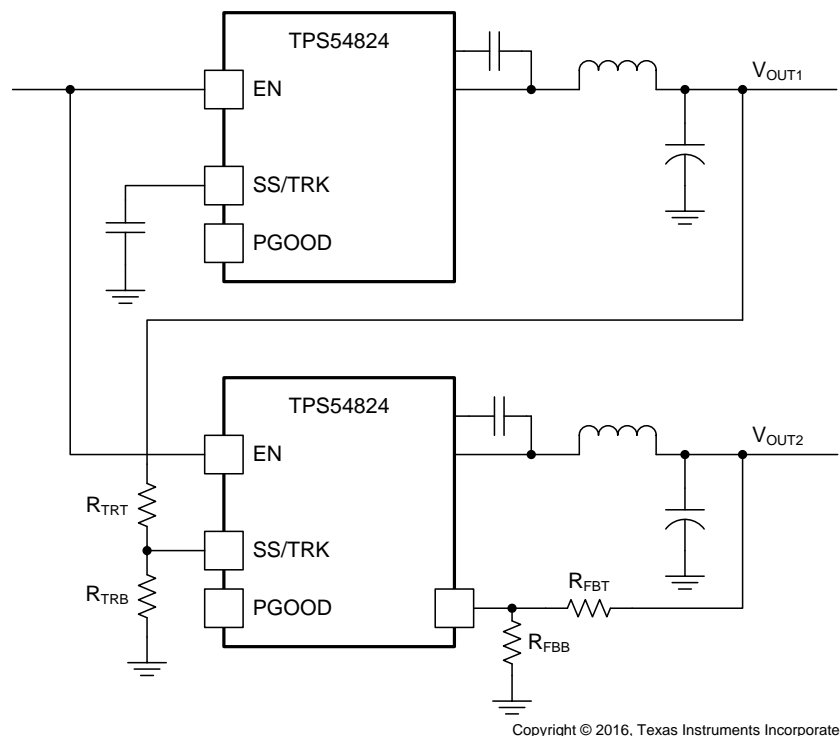 TPS54824
EN
VOUT1
SS/TRK
PGOOD
TPS54824
EN
VOUT2
RTRT
SS/TRK
RTRB
PGOOD
RFBT
RFBB
Copyright © 2016, Texas Instruments Incorporate